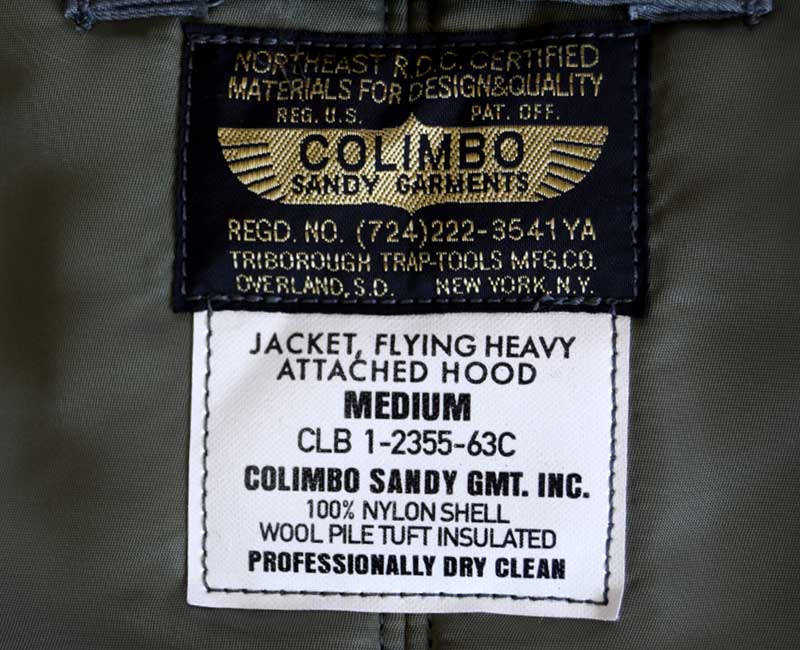 NORTHEAST R.D.C. CERTIFIED
MATERIALS FOR DESIGN&QUALITY
REG. U.S. PAT. OFF.
COLIMBO
SANDY GARMENTS
REGD. NO. (724)222-3541YA
TRIBOROUGH TRAP-TOOLS MFG.CO.
OVERLAND, S.D. NEW YORK, N.Y.
JACKET, FLYING HEAVY
ATTACHED HOOD
MEDIUM
CLB 1-2355-63C
COLIMBO SANDY GMT. INC.
100% NYLON SHELL
WOOL PILE TUFT INSULATED
PROFESSIONALLY DRY CLEAN